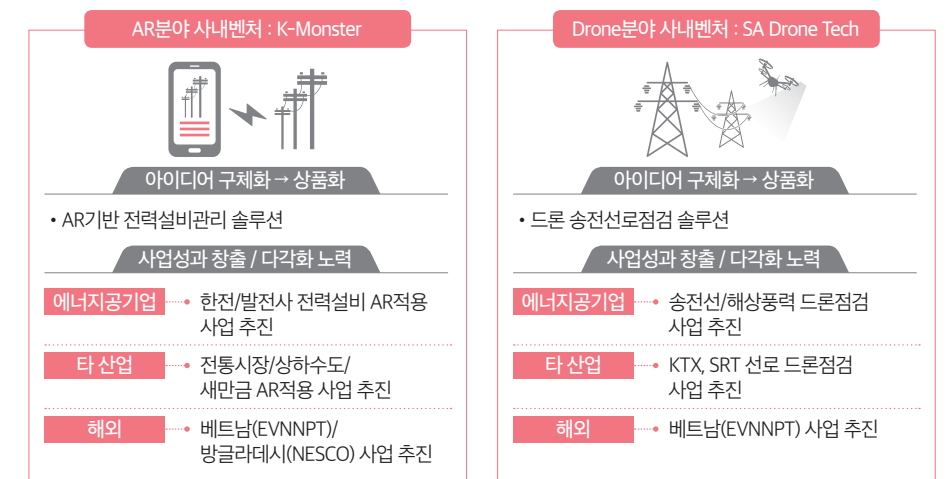 AR분야 사내벤처 : K-Monster
아이디어 구체화 → 상품화
• AR기반 전력설비관리 솔루션
사업성과 창출 / 다각화 노력
에너지공기업
한전/발전사 전력설비 AR적용
사업 추진
타 산업
전통시장/상하수도/
새만금 AR적용 사업 추진
해외
베트남(EVNNPT)/
방글라데시(NESCO) 사업 추진
Drone분야 사내벤처 : SA Drone Tech
아이디어 구체화 → 상품화
• 드론 송전선로점검 솔루션
사업성과 창출 / 다각화 노력
에너지공기업
송전선/해상풍력 드론점검
사업 추진
타 산업
KTX, SRT 선로 드론점검
사업 추진
해외
베트남(EVNNPT) 사업 추진